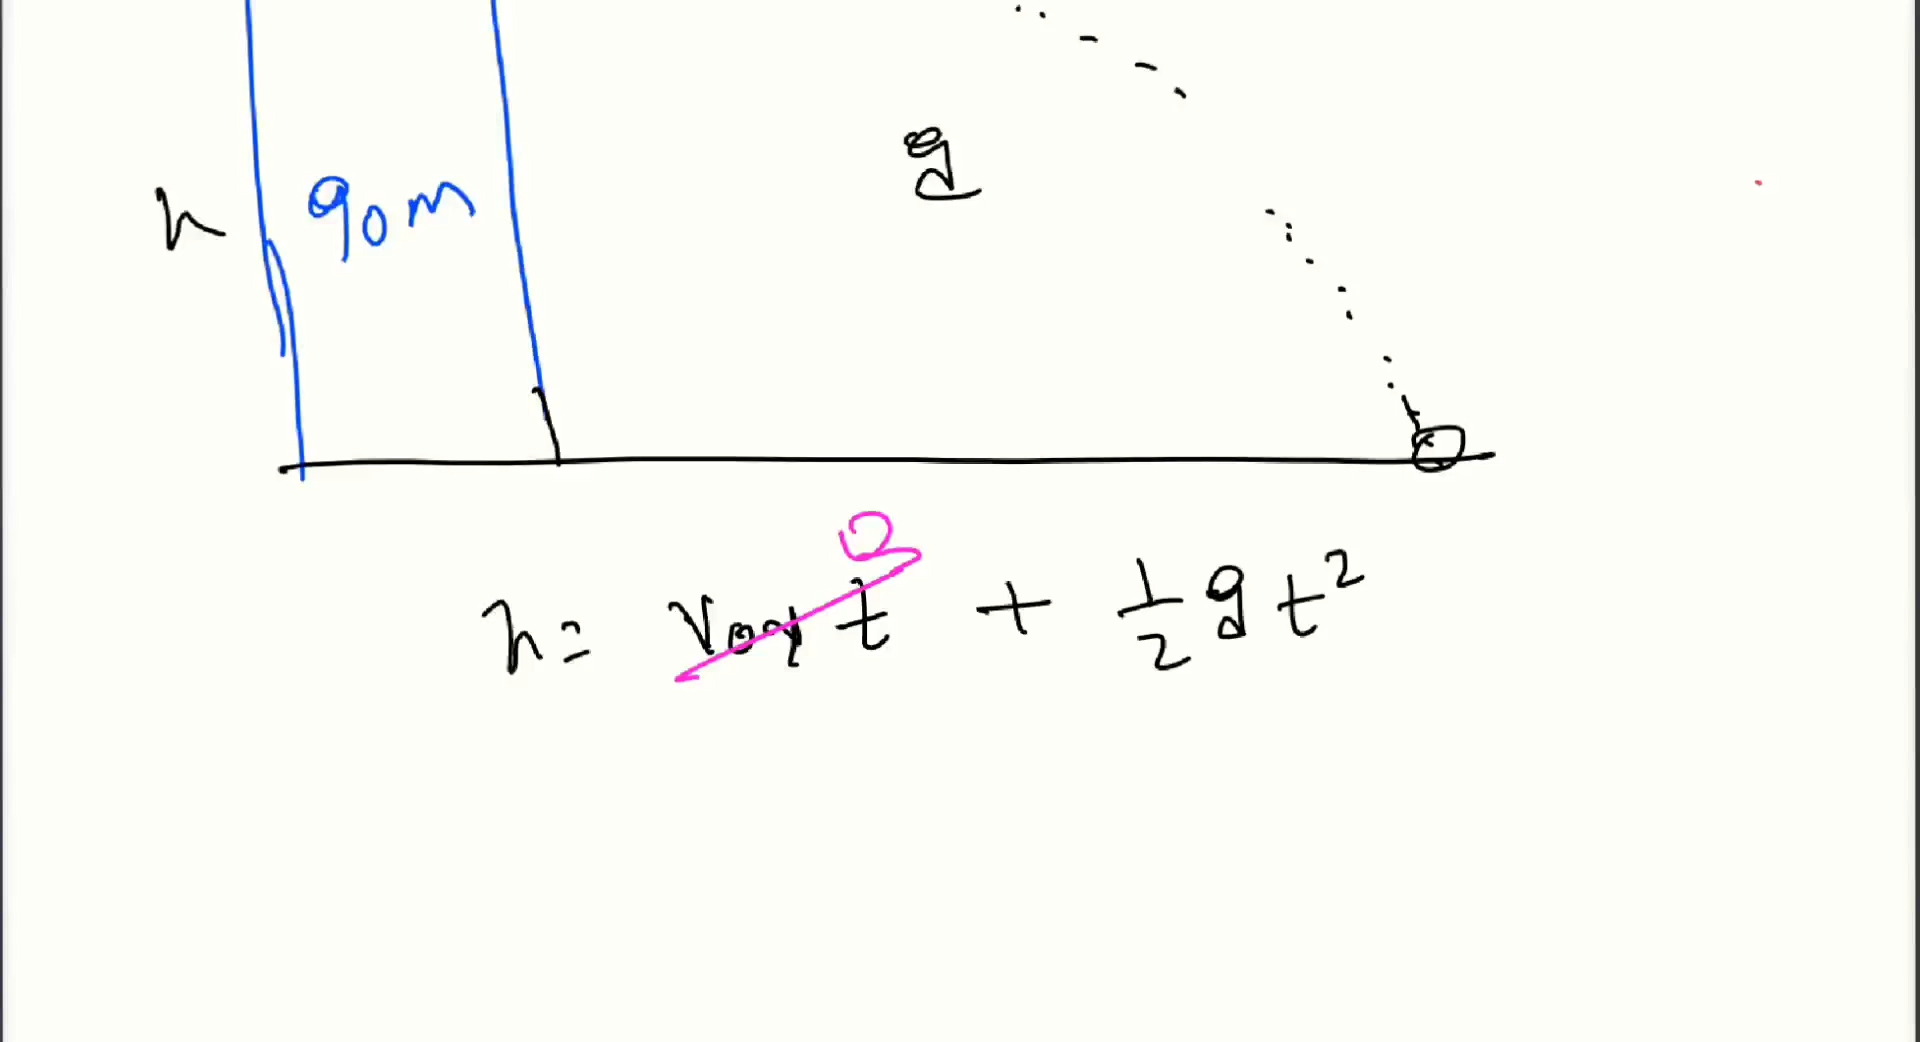 g
h 90m
0
h = v₀y t + 1/2 g t²